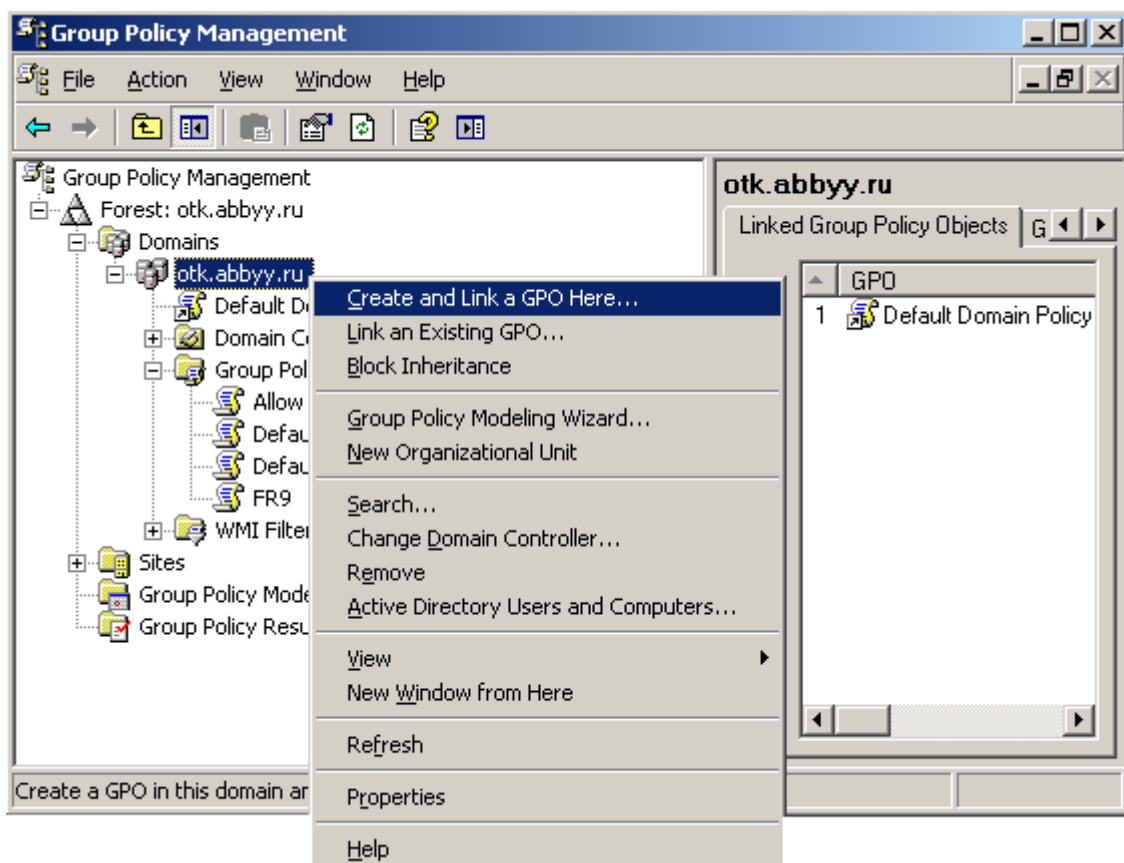 Group Policy Management
File Action View Window Help
Group Policy Management
Forest: otk.abbyy.ru
Domains
otk.abbyy.ru
Default D
Domain C
Group Pol
Allow
Defau
Defau
FR9
WMI Filter
Sites
Group Policy Mode
Group Policy Resu
Create and Link a GPO Here...
Link an Existing GPO...
Block Inheritance
Group Policy Modeling Wizard...
New Organizational Unit
Search...
Change Domain Controller...
Remove
Active Directory Users and Computers...
View
New Window from Here
Refresh
Properties
Help
otk.abbyy.ru
Linked Group Policy Objects G
GPO
1 Default Domain Policy
Create a GPO in this domain ar